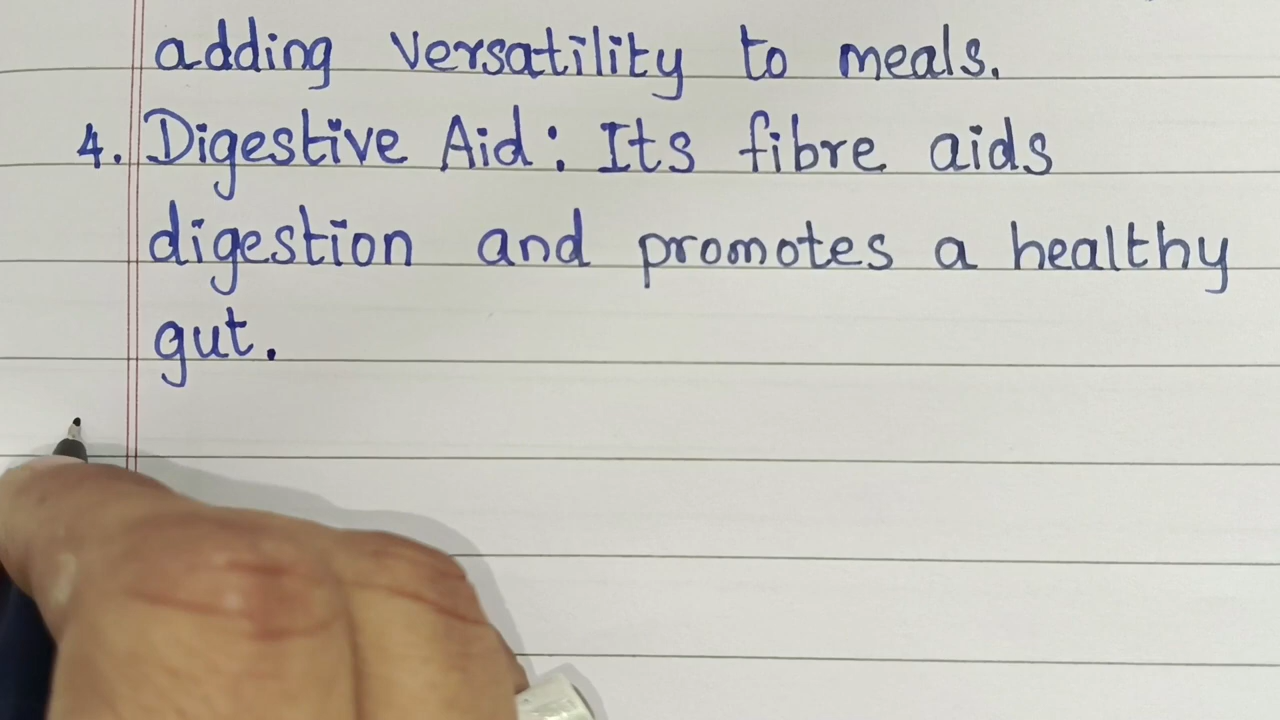 adding versatility to meals.
4. Digestive Aid: Its fibre aids
digestion and promotes a healthy
gut.